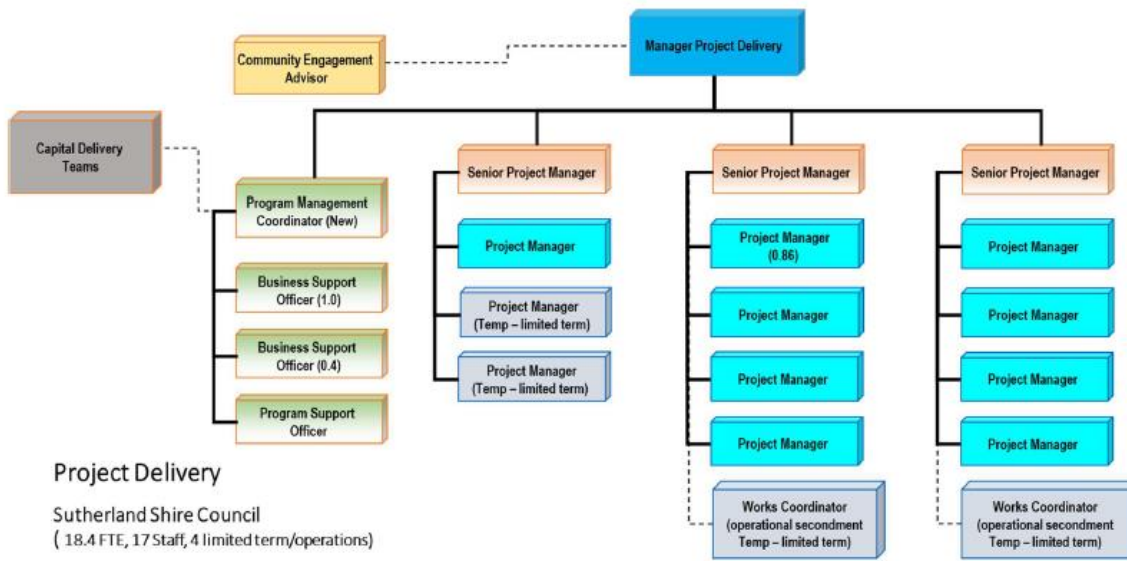 Manager Project Delivery
Community Engagement
Advisor
Capital Delivery
Teams
Program Management
Coordinator (New)
Business Support
Officer (1.0)
Business Support
Officer (0.4)
Program Support
Officer
Senior Project Manager
Project Manager
Project Manager
(Temp – limited term)
Project Manager
(Temp – limited term)
Senior Project Manager
Project Manager
(0.86)
Project Manager
Project Manager
Project Manager
Works Coordinator
(operational secondment
Temp – limited term)
Senior Project Manager
Project Manager
Project Manager
Project Manager
Project Manager
Works Coordinator
(operational secondment
Temp – limited term)
Project Delivery
Sutherland Shire Council
( 18.4 FTE, 17 Staff, 4 limited term/operations)